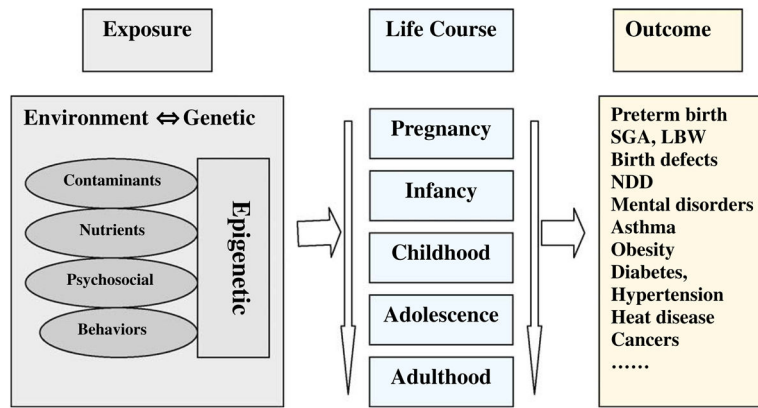 Exposure
Life Course
Outcome
Environment ⇔ Genetic
Contaminants
Nutrients
Psychosocial
Behaviors
Epigenetic
Pregnancy
Infancy
Childhood
Adolescence
Adulthood
Preterm birth
SGA, LBW
Birth defects
NDD
Mental disorders
Asthma
Obesity
Diabetes,
Hypertension
Heat disease
Cancers
……